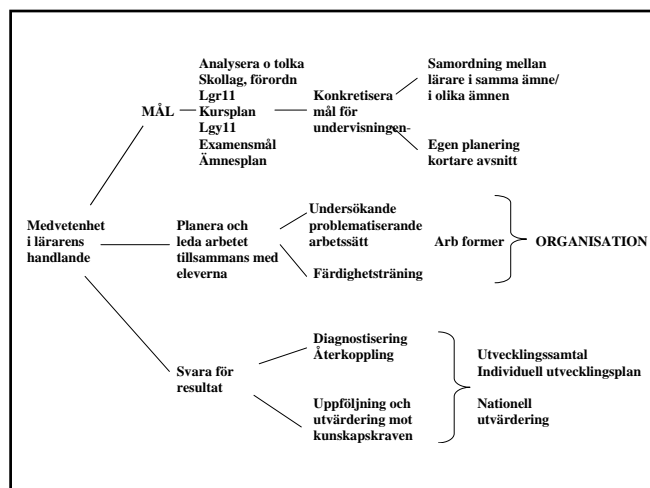 Analysera o tolka
Skollag, förordn
Lgr11
Kursplan
Lgy11
Examensmål
Ämnesplan
MÅL
Konkretisera
mål för
undervisningen-
Samordning mellan
lärare i samma ämne/
i olika ämnen
Egen planering
kortare avsnitt
Medvetenhet
i lärarens
handlande
Planera och
leda arbetet
tillsammans med
eleverna
Undersökande
problematiserande
arbetssätt
Färdighetsträning
Arb former
ORGANISATION
Svara för
resultat
Diagnostisering
Återkoppling
Uppföljning och
utvärdering mot
kunskapskraven
Utvecklingssamtal
Individuell utvecklingsplan
Nationell
utvärdering